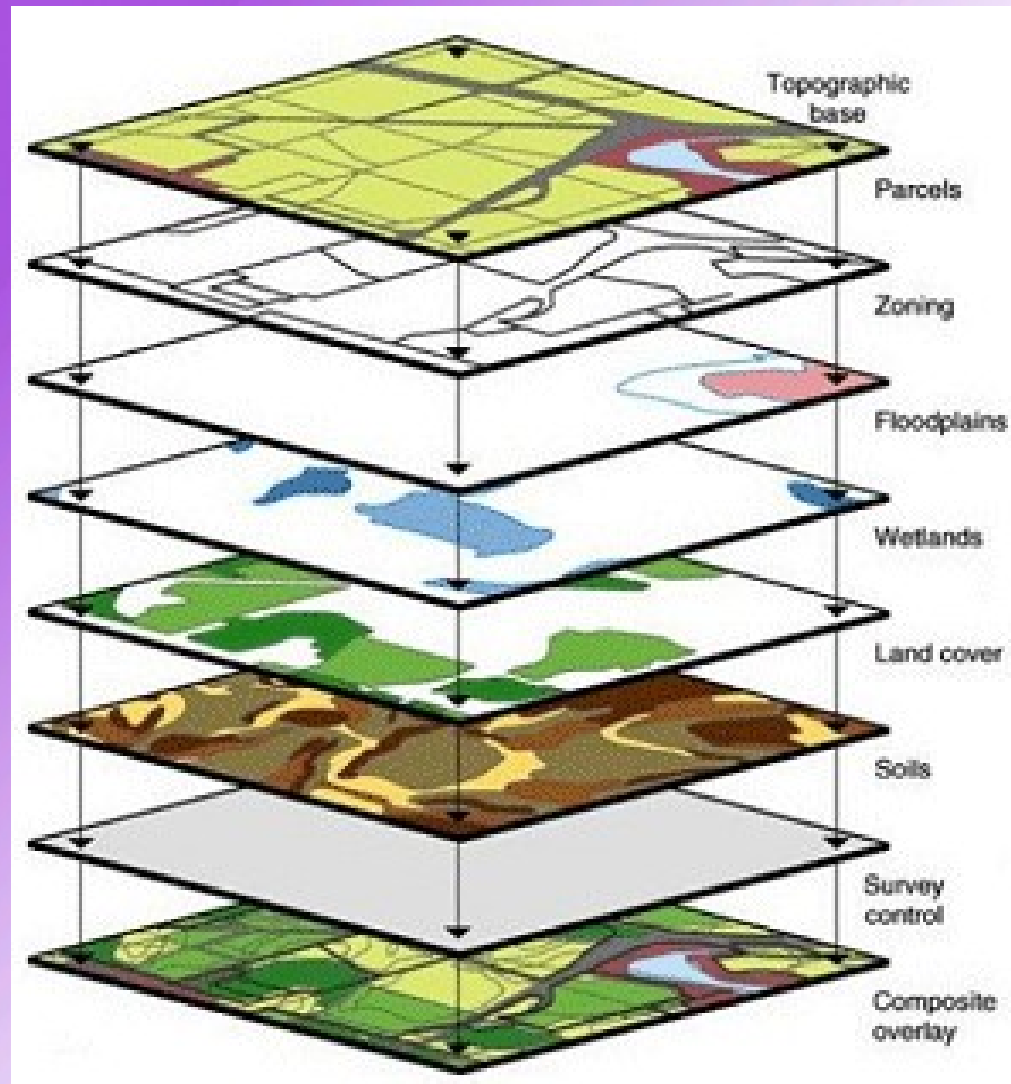 Topographic
base
Parcels
Zoning
Floodplains
Wetlands
Land cover
Soils
Survey
control
Composite
overlay